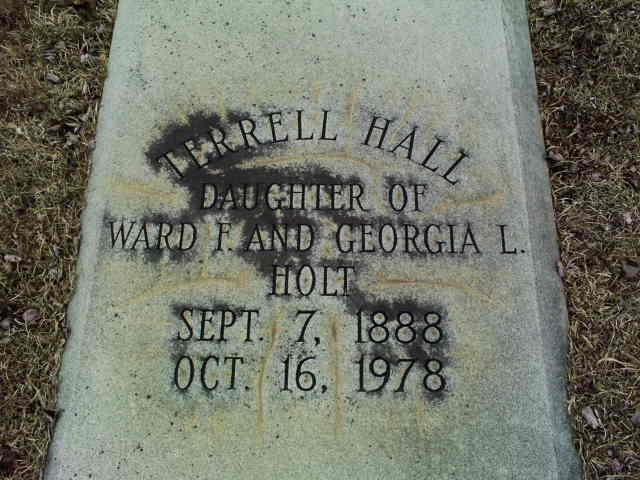 TERRELL HALL
DAUGHTER OF
WARD F. AND GEORGIA L.
HOLT
SEPT. 7, 1888
OCT. 16, 1978